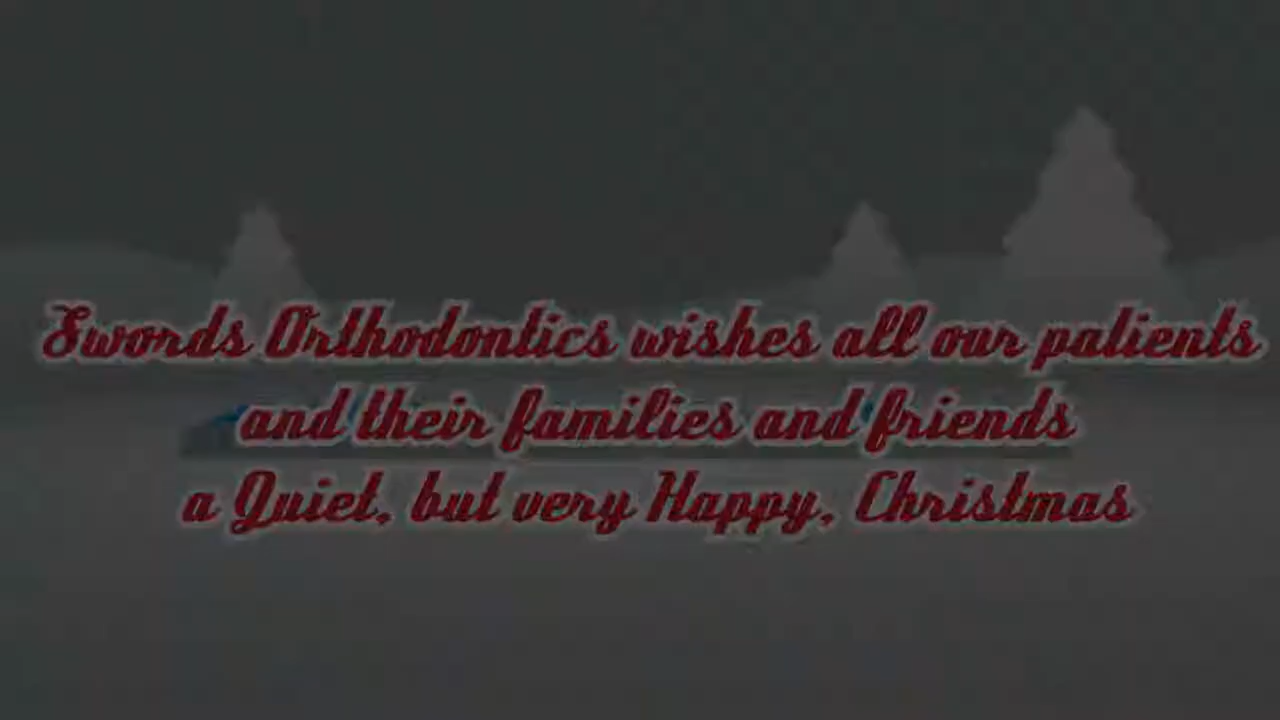 Swords Orthodontics wishes all our patients
and their families and friends
a Quiet, but very Happy, Christmas